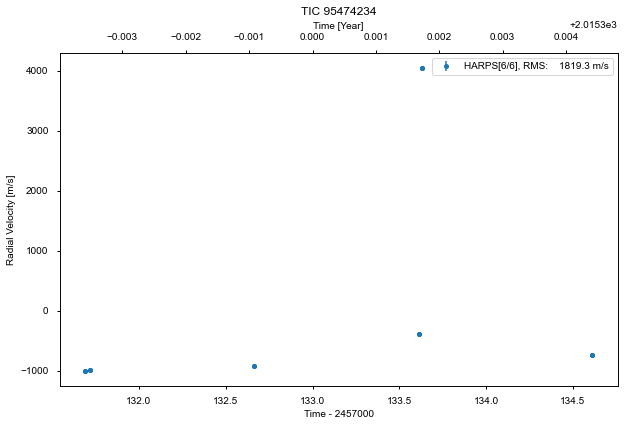 TIC 95474234
Time [Year]
+2.0153e3
−0.003 −0.002 −0.001 0.000 0.001 0.002 0.003 0.004
HARPS[6/6], RMS: 1819.3 m/s
4000
3000
2000
1000
0
−1000
Radial Velocity [m/s]
132.0 132.5 133.0 133.5 134.0 134.5
Time - 2457000